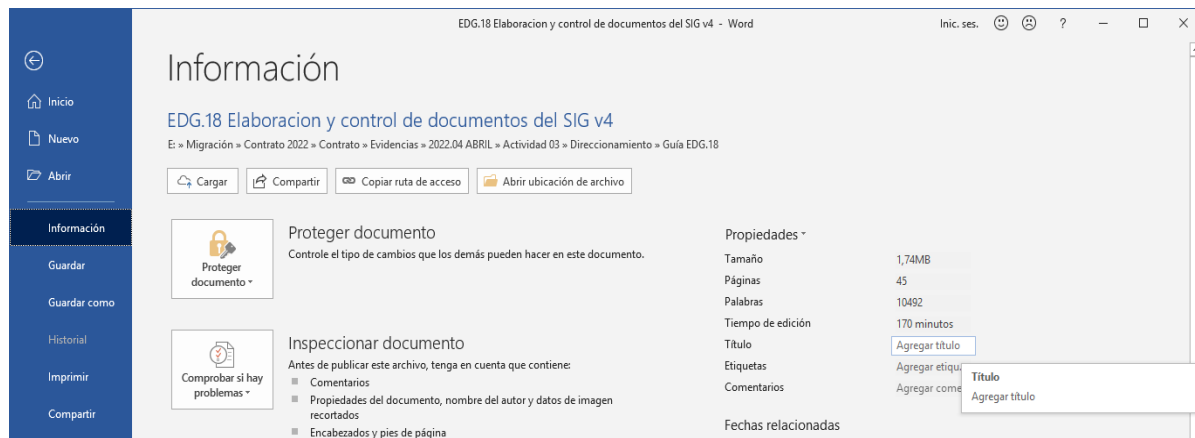 EDG.18 Elaboracion y control de documentos del SIG v4 - Word
Inic. ses.
?
Información
Inicio
Nuevo
Abrir
Información
Guardar
Guardar como
Historial
Imprimir
Compartir
EDG.18 Elaboracion y control de documentos del SIG v4
E: » Migración » Contrato 2022 » Contrato » Evidencias » 2022.04 ABRIL » Actividad 03 » Direccionamiento » Guía EDG.18
Cargar
Compartir
Copiar ruta de acceso
Abrir ubicación de archivo
Proteger documento
Proteger documento
Controle el tipo de cambios que los demás pueden hacer en este documento.
Comprobar si hay problemas
Inspeccionar documento
Antes de publicar este archivo, tenga en cuenta que contiene:
Comentarios
Propiedades del documento, nombre del autor y datos de imagen
recortados
Encabezados y pies de página
Propiedades
Tamaño 1,74MB
Páginas 45
Palabras 10492
Tiempo de edición 170 minutos
Título Agregar título
Etiquetas Agregar etiqu
Comentarios Agregar come
Título
Agregar título
Fechas relacionadas